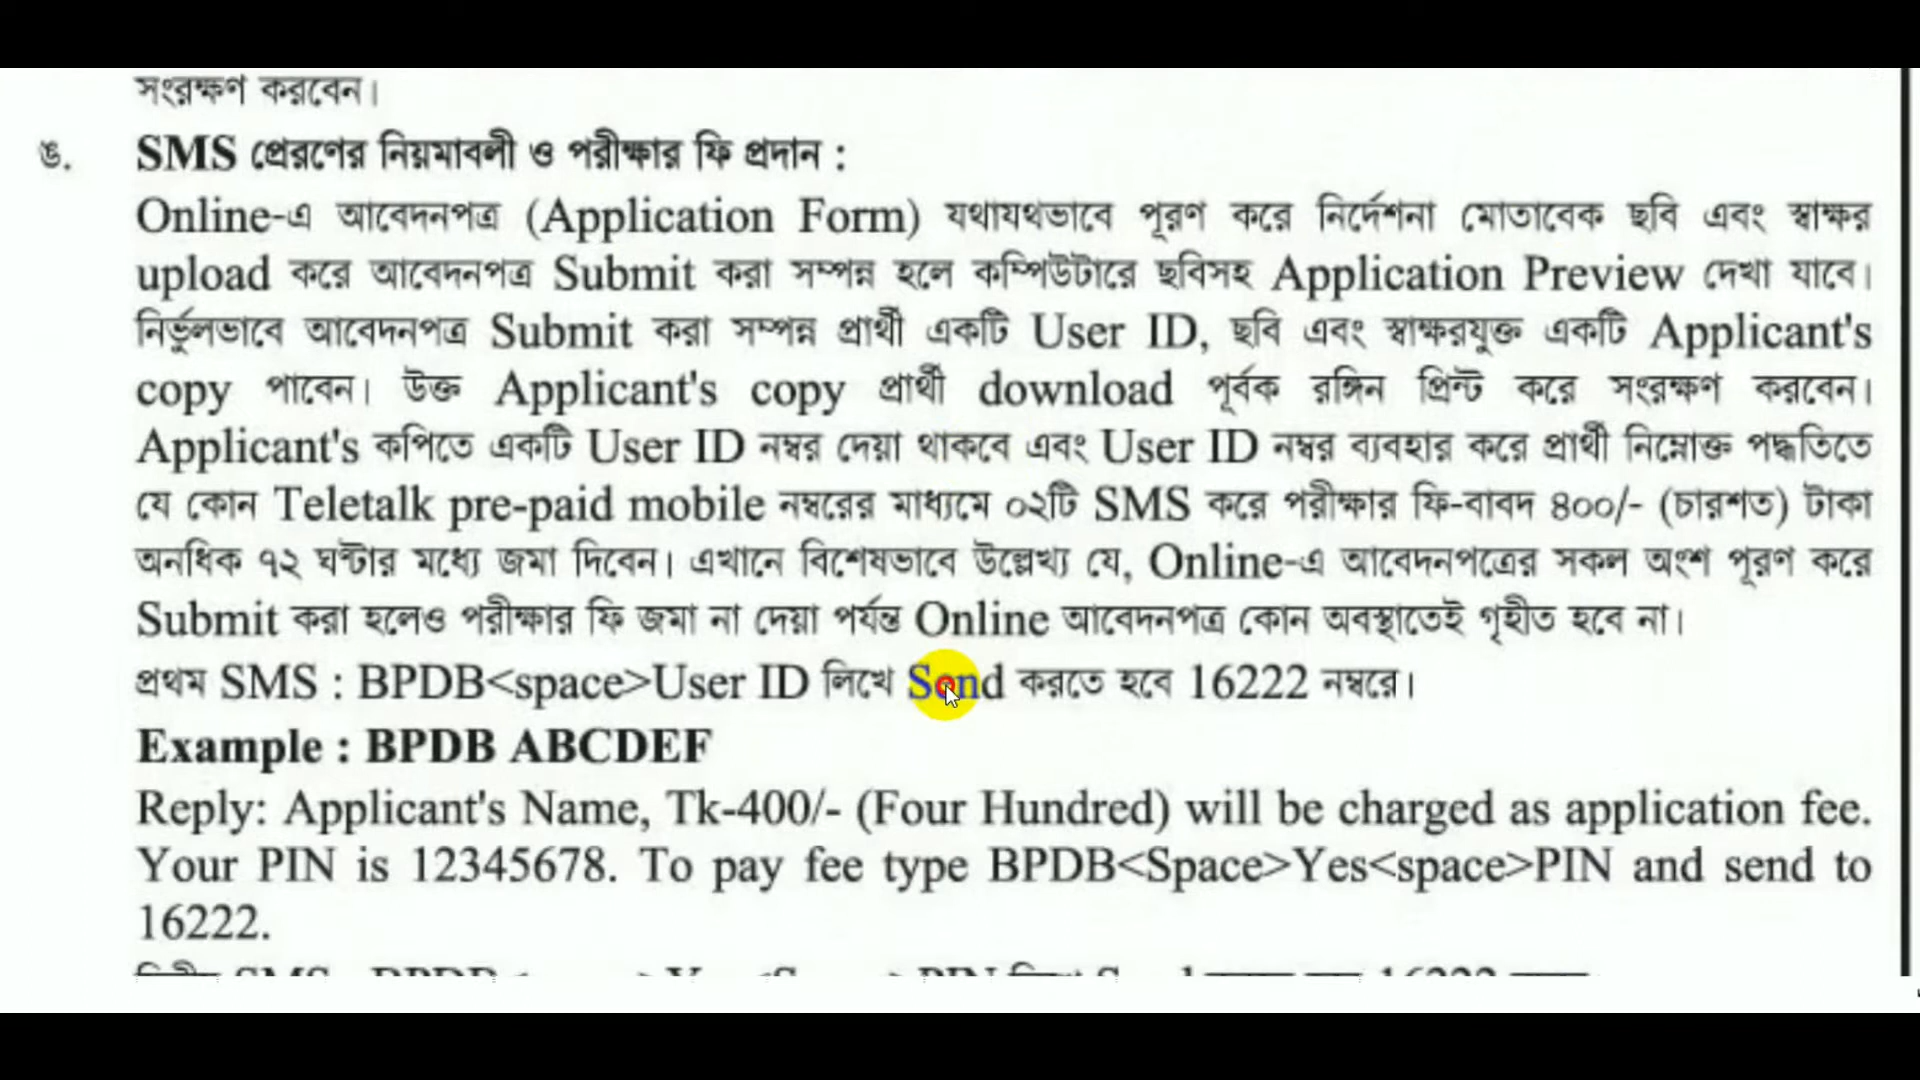 সংরক্ষণ করবেন।
ঙ. SMS প্রেরণের নিয়মাবলী ও পরীক্ষার ফি প্রদান :
Online-এ আবেদনপত্র (Application Form) যথাযথভাবে পূরণ করে নির্দেশনা মোতাবেক ছবি এবং স্বাক্ষর
upload করে আবেদনপত্র Submit করা সম্পন্ন হলে কম্পিউটারে ছবিসহ Application Preview দেখা যাবে।
নির্ভুলভাবে আবেদনপত্র Submit করা সম্পন্ন প্রার্থী একটি User ID, ছবি এবং স্বাক্ষরযুক্ত একটি Applicant's
copy পাবেন। উক্ত Applicant's copy প্রার্থী download পূর্বক রঙ্গিন প্রিন্ট করে সংরক্ষণ করবেন।
Applicant's কপিতে একটি User ID নম্বর দেয়া থাকবে এবং User ID নম্বর ব্যবহার করে প্রার্থী নিম্নোক্ত পদ্ধতিতে
যে কোন Teletalk pre-paid mobile নম্বরের মাধ্যমে ০২টি SMS করে পরীক্ষার ফি-বাবদ ৪০০/- (চারশত) টাকা
অনধিক ৭২ ঘন্টার মধ্যে জমা দিবেন। এখানে বিশেষভাবে উল্লেখ্য যে, Online-এ আবেদনপত্রের সকল অংশ পূরণ করে
Submit করা হলেও পরীক্ষার ফি জমা না দেয়া পর্যন্ত Online আবেদনপত্র কোন অবস্থাতেই গৃহীত হবে না।
প্রথম SMS : BPDB<space>User ID লিখে Send করতে হবে 16222 নম্বরে।
Example : BPDB ABCDEF
Reply: Applicant's Name, Tk-400/- (Four Hundred) will be charged as application fee.
Your PIN is 12345678. To pay fee type BPDB<Space>Yes<space>PIN and send to
16222.